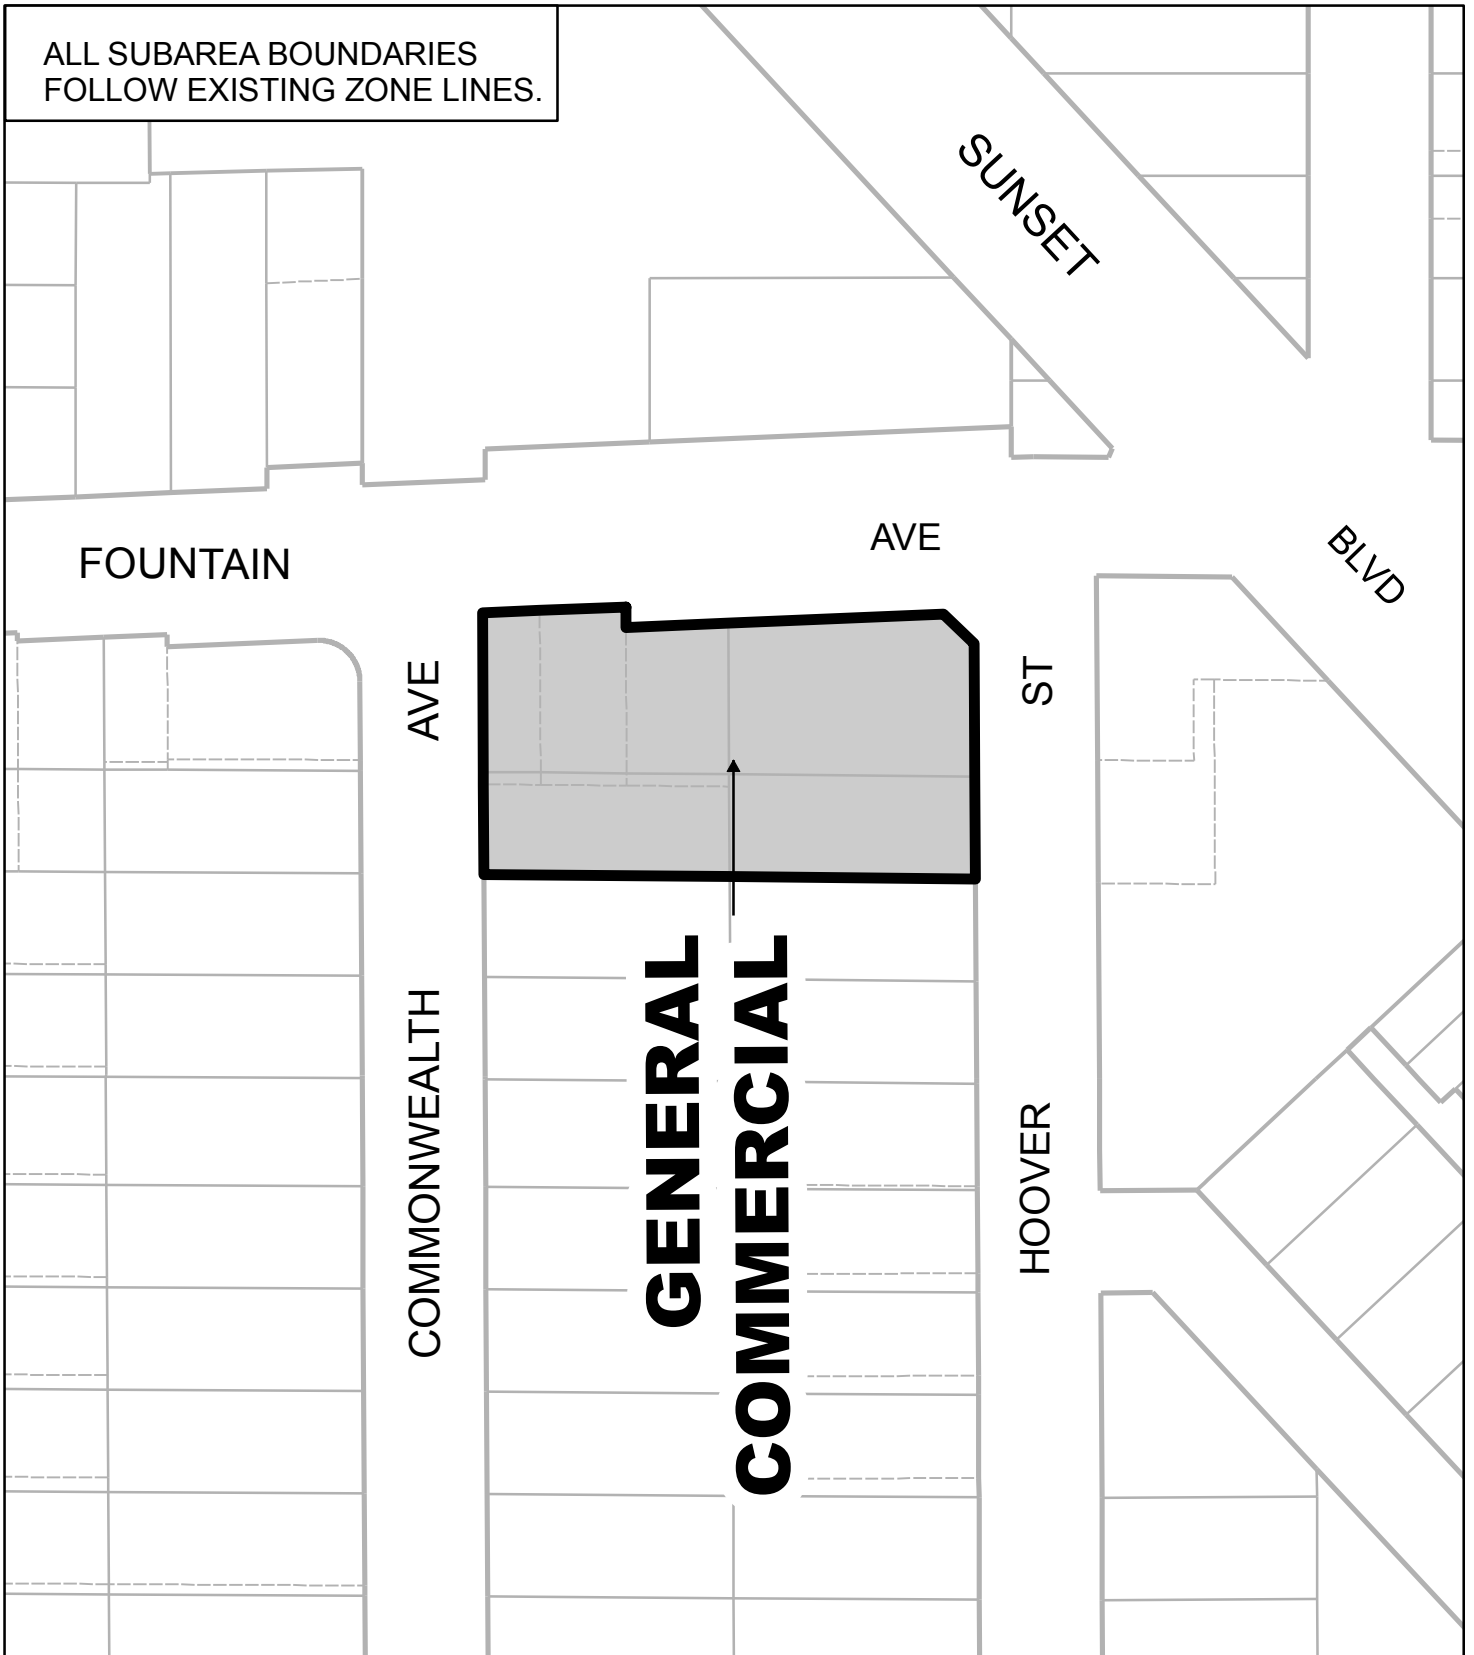 ALL SUBAREA BOUNDARIES
FOLLOW EXISTING ZONE LINES.
SUNSET
BLVD
FOUNTAIN
AVE
COMMONWEALTH
AVE
HOOVER
ST
GENERAL
COMMERCIAL